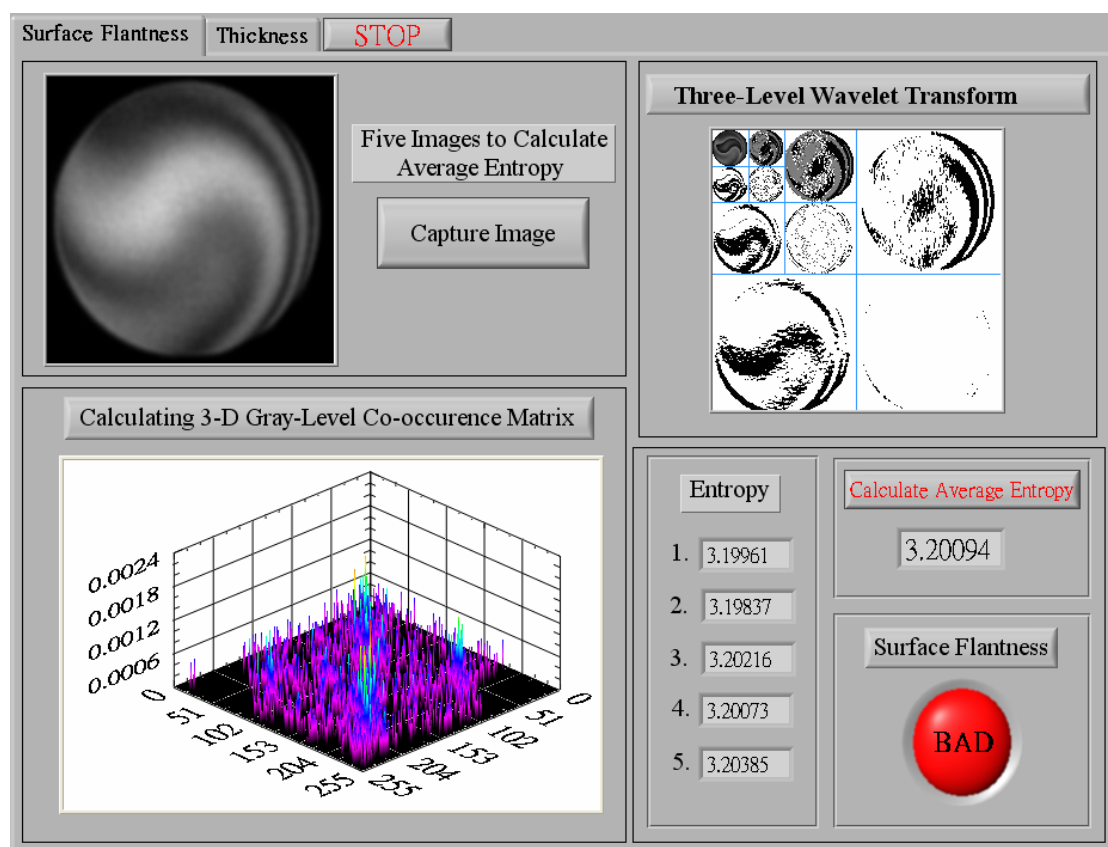 Surface Flantness Thickness STOP
Five Images to Calculate
Average Entropy
Capture Image
Three-Level Wavelet Transform
Calculating 3-D Gray-Level Co-occurence Matrix
0.0024
0.0018
0.0012
0.0006
0
51
102
153
204
255
0
51
102
153
204
255
Entropy
1. 3.19961
2. 3.19837
3. 3.20216
4. 3.20073
5. 3.20385
Calculate Average Entropy
3.20094
Surface Flantness
BAD